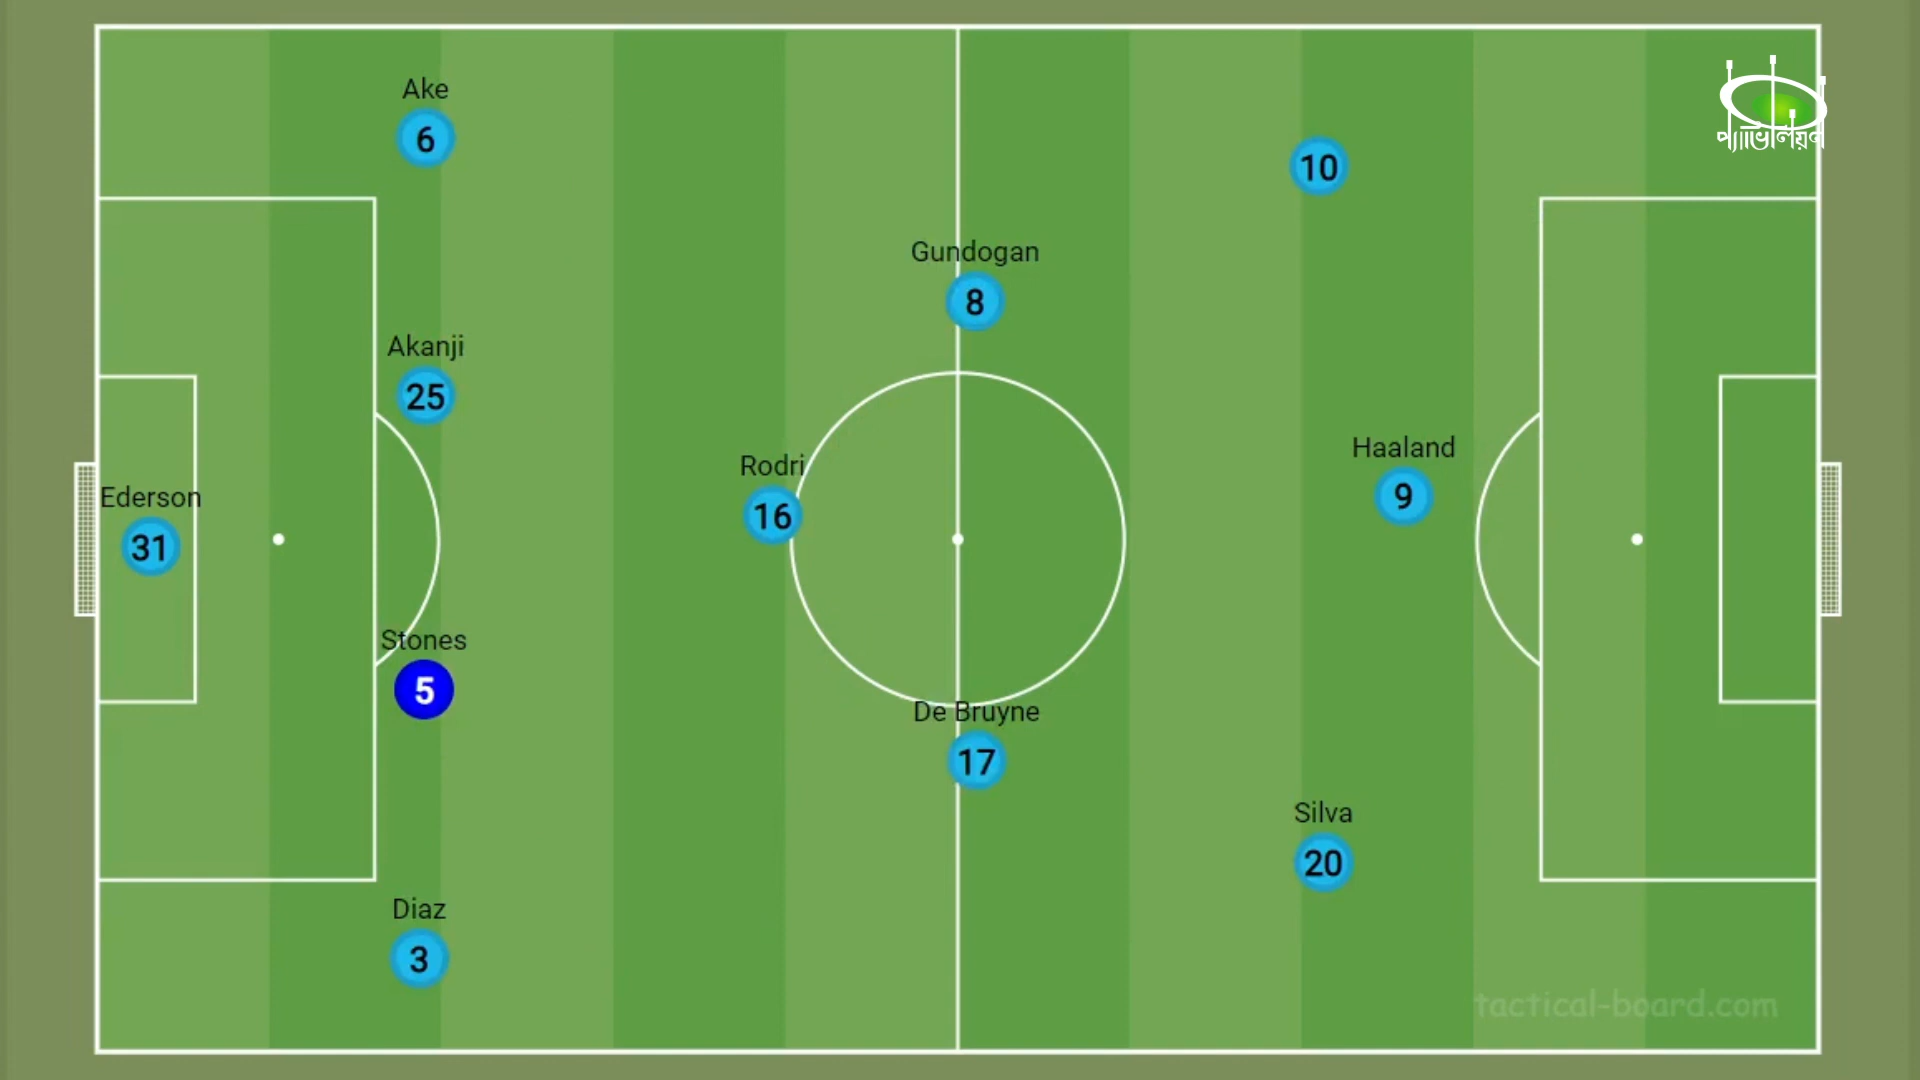 Ake
6
প্যাভিলিয়ন
10
Gundogan
8
Akanji
25
Haaland
9
Rodri
16
Ederson
31
Stones
5
De Bruyne
17
Silva
20
Diaz
3
tactical-board.com